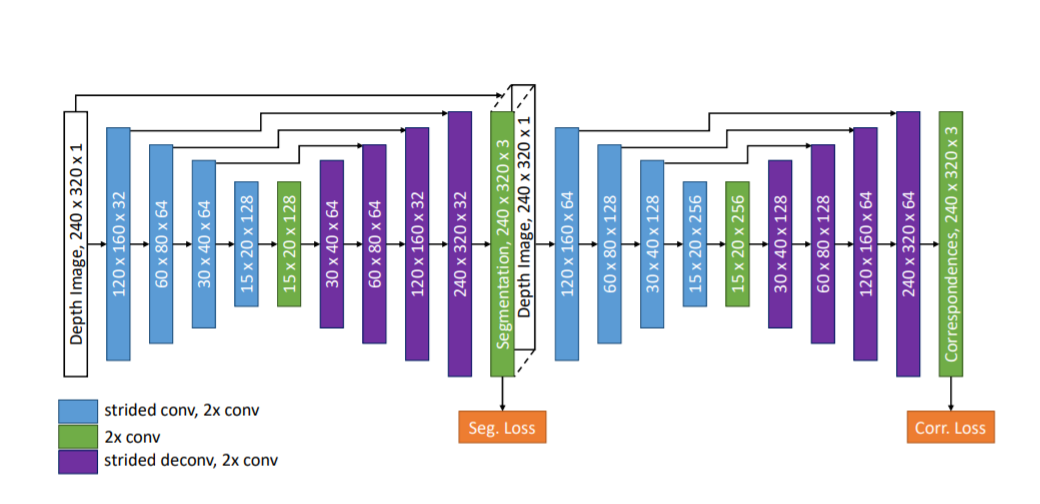 Depth Image, 240 x 320 x 1
120 x 160 x 32
60 x 80 x 64
30 x 40 x 64
15 x 20 x 128
15 x 20 x 128
30 x 40 x 64
60 x 80 x 64
120 x 160 x 32
240 x 320 x 32
Segmentation, 240 x 320 x 3
Depth Image, 240 x 320 x 1
120 x 160 x 64
60 x 80 x 128
30 x 40 x 128
15 x 20 x 256
15 x 20 x 256
30 x 40 x 128
60 x 80 x 128
120 x 160 x 64
240 x 320 x 64
Correspondences, 240 x 320 x 3
Seg. Loss
Corr. Loss
strided conv, 2x conv
2x conv
strided deconv, 2x conv